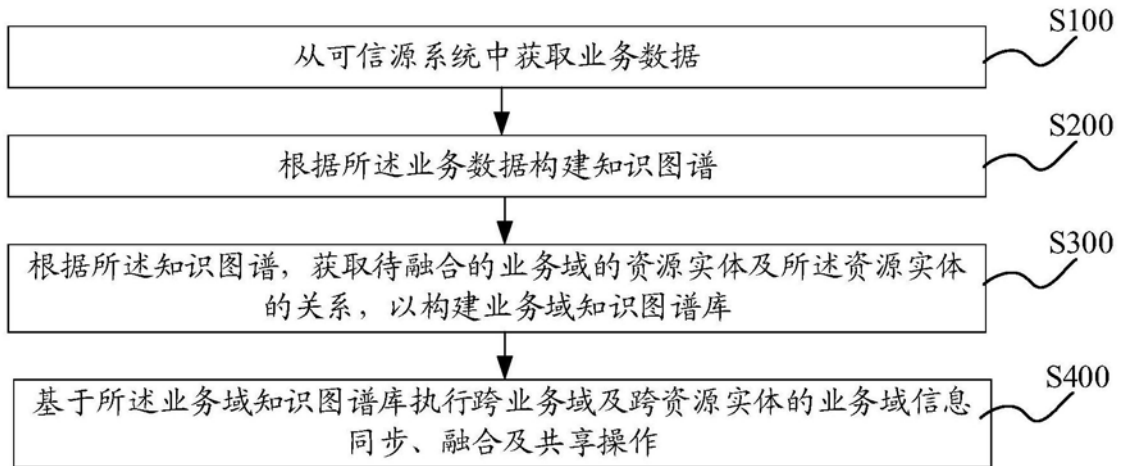 S100
从可信源系统中获取业务数据
S200
根据所述业务数据构建知识图谱
S300
根据所述知识图谱，获取待融合的业务域的资源实体及所述资源实体
的关系，以构建业务域知识图谱库
S400
基于所述业务域知识图谱库执行跨业务域及跨资源实体的业务域信息
同步、融合及共享操作